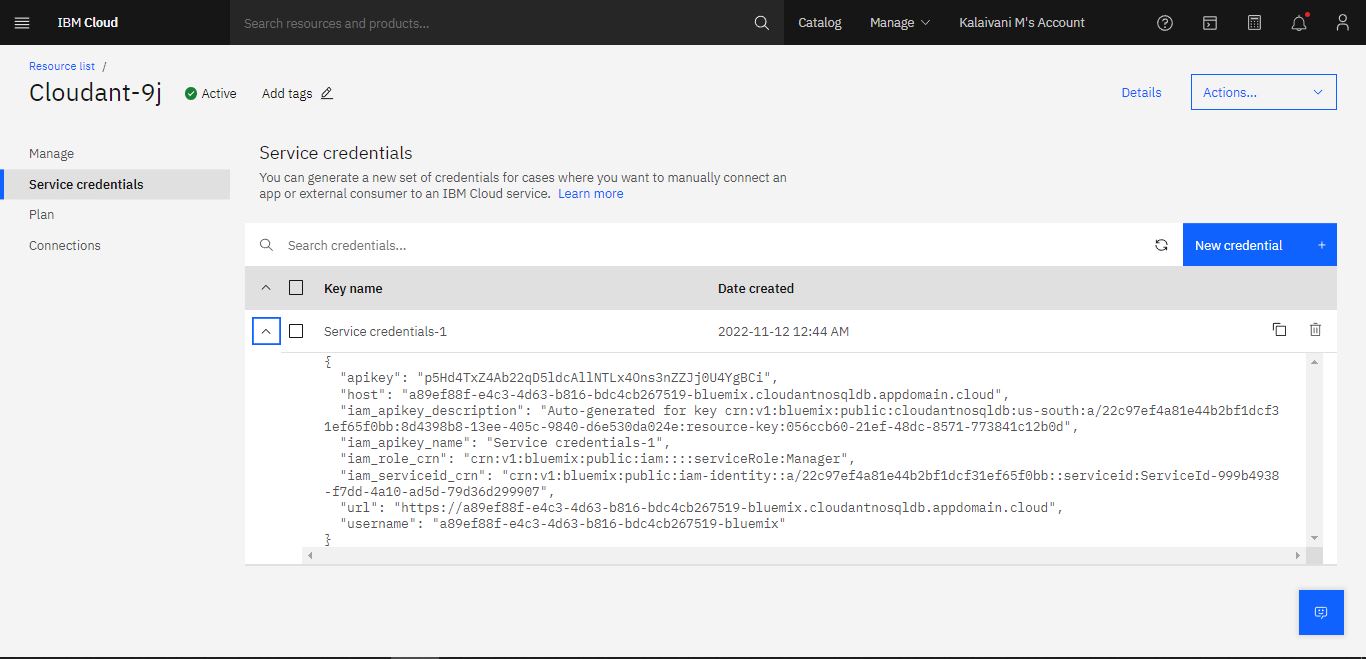 IBM Cloud
Search resources and products...
Catalog
Manage
Kalaivani M's Account
Resource list /
Cloudant-9j
Active
Add tags
Details
Actions...
Manage
Service credentials
Plan
Connections
Service credentials
You can generate a new set of credentials for cases where you want to manually connect an
app or external consumer to an IBM Cloud service. Learn more
Search credentials...
New credential +
Key name
Date created
Service credentials-1
2022-11-12 12:44 AM
{
"apikey": "p5Hd4TxZ4Ab22qD5ldcAllNTLx4Ons3nZZJj0U4YgBCi",
"host": "a89ef88f-e4c3-4d63-b816-bdc4cb267519-bluemix.cloudantnosqldb.appdomain.cloud",
"iam_apikey_description": "Auto-generated for key crn:v1:bluemix:public:cloudantnosqldb:us-south:a/22c97ef4a81e44b2bf1dcf3
1ef65f0bb:8d4398b8-13ee-405c-9840-d6e530da024e:resource-key:056ccb60-21ef-48dc-8571-773841c12b0d",
"iam_apikey_name": "Service credentials-1",
"iam_role_crn": "crn:v1:bluemix:public:iam::::serviceRole:Manager",
"iam_serviceid_crn": "crn:v1:bluemix:public:iam-identity::a/22c97ef4a81e44b2bf1dcf31ef65f0bb::serviceid:ServiceId-999b4938
-f7dd-4a10-ad5d-79d36d299907",
"url": "https://a89ef88f-e4c3-4d63-b816-bdc4cb267519-bluemix.cloudantnosqldb.appdomain.cloud",
"username": "a89ef88f-e4c3-4d63-b816-bdc4cb267519-bluemix"
}